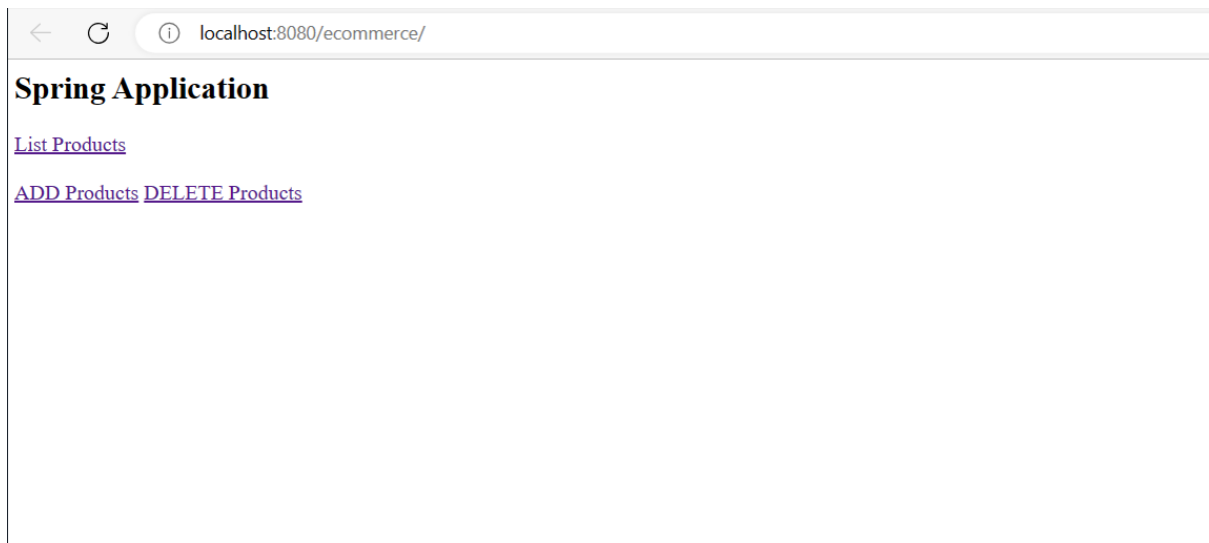 localhost:8080/ecommerce/
Spring Application
List Products
ADD Products DELETE Products